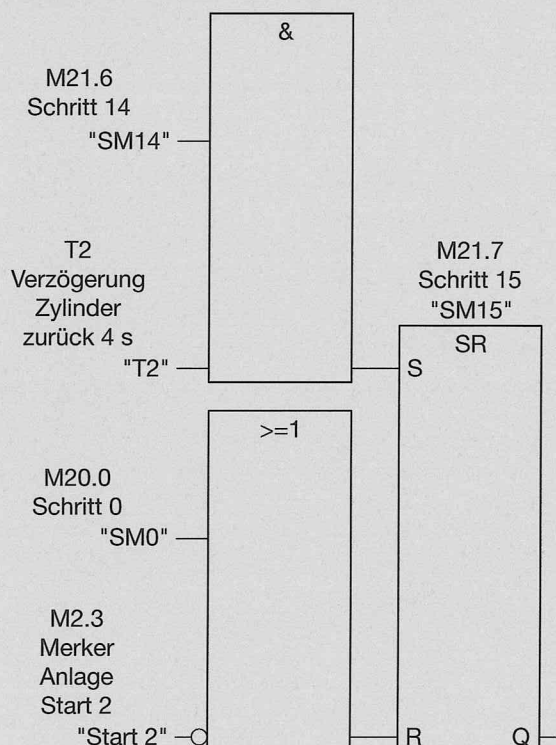 &
M21.6
Schritt 14
"SM14"
T2
Verzögerung
Zylinder
zurück 4 s
"T2"
M21.7
Schritt 15
"SM15"
SR
S
>=1
M20.0
Schritt 0
"SM0"
M2.3
Merker
Anlage
Start 2
"Start 2"
R
Q